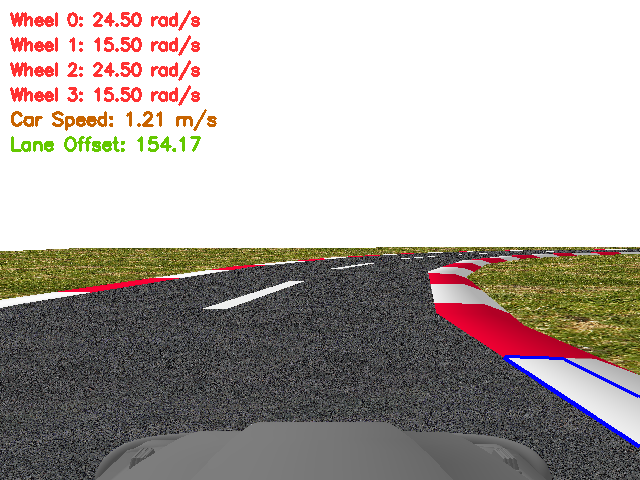 Wheel 0: 24.50 rad/s
Wheel 1: 15.50 rad/s
Wheel 2: 24.50 rad/s
Wheel 3: 15.50 rad/s
Car Speed: 1.21 m/s
Lane Offset: 154.17